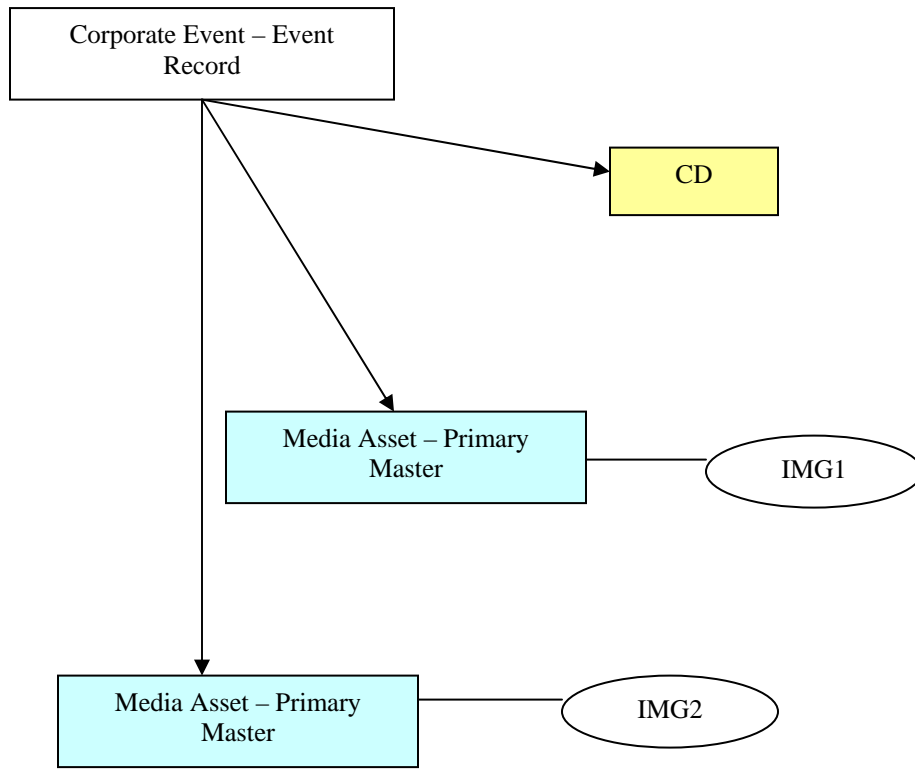 Corporate Event – Event
Record
CD
Media Asset – Primary
Master
IMG1
Media Asset – Primary
Master
IMG2